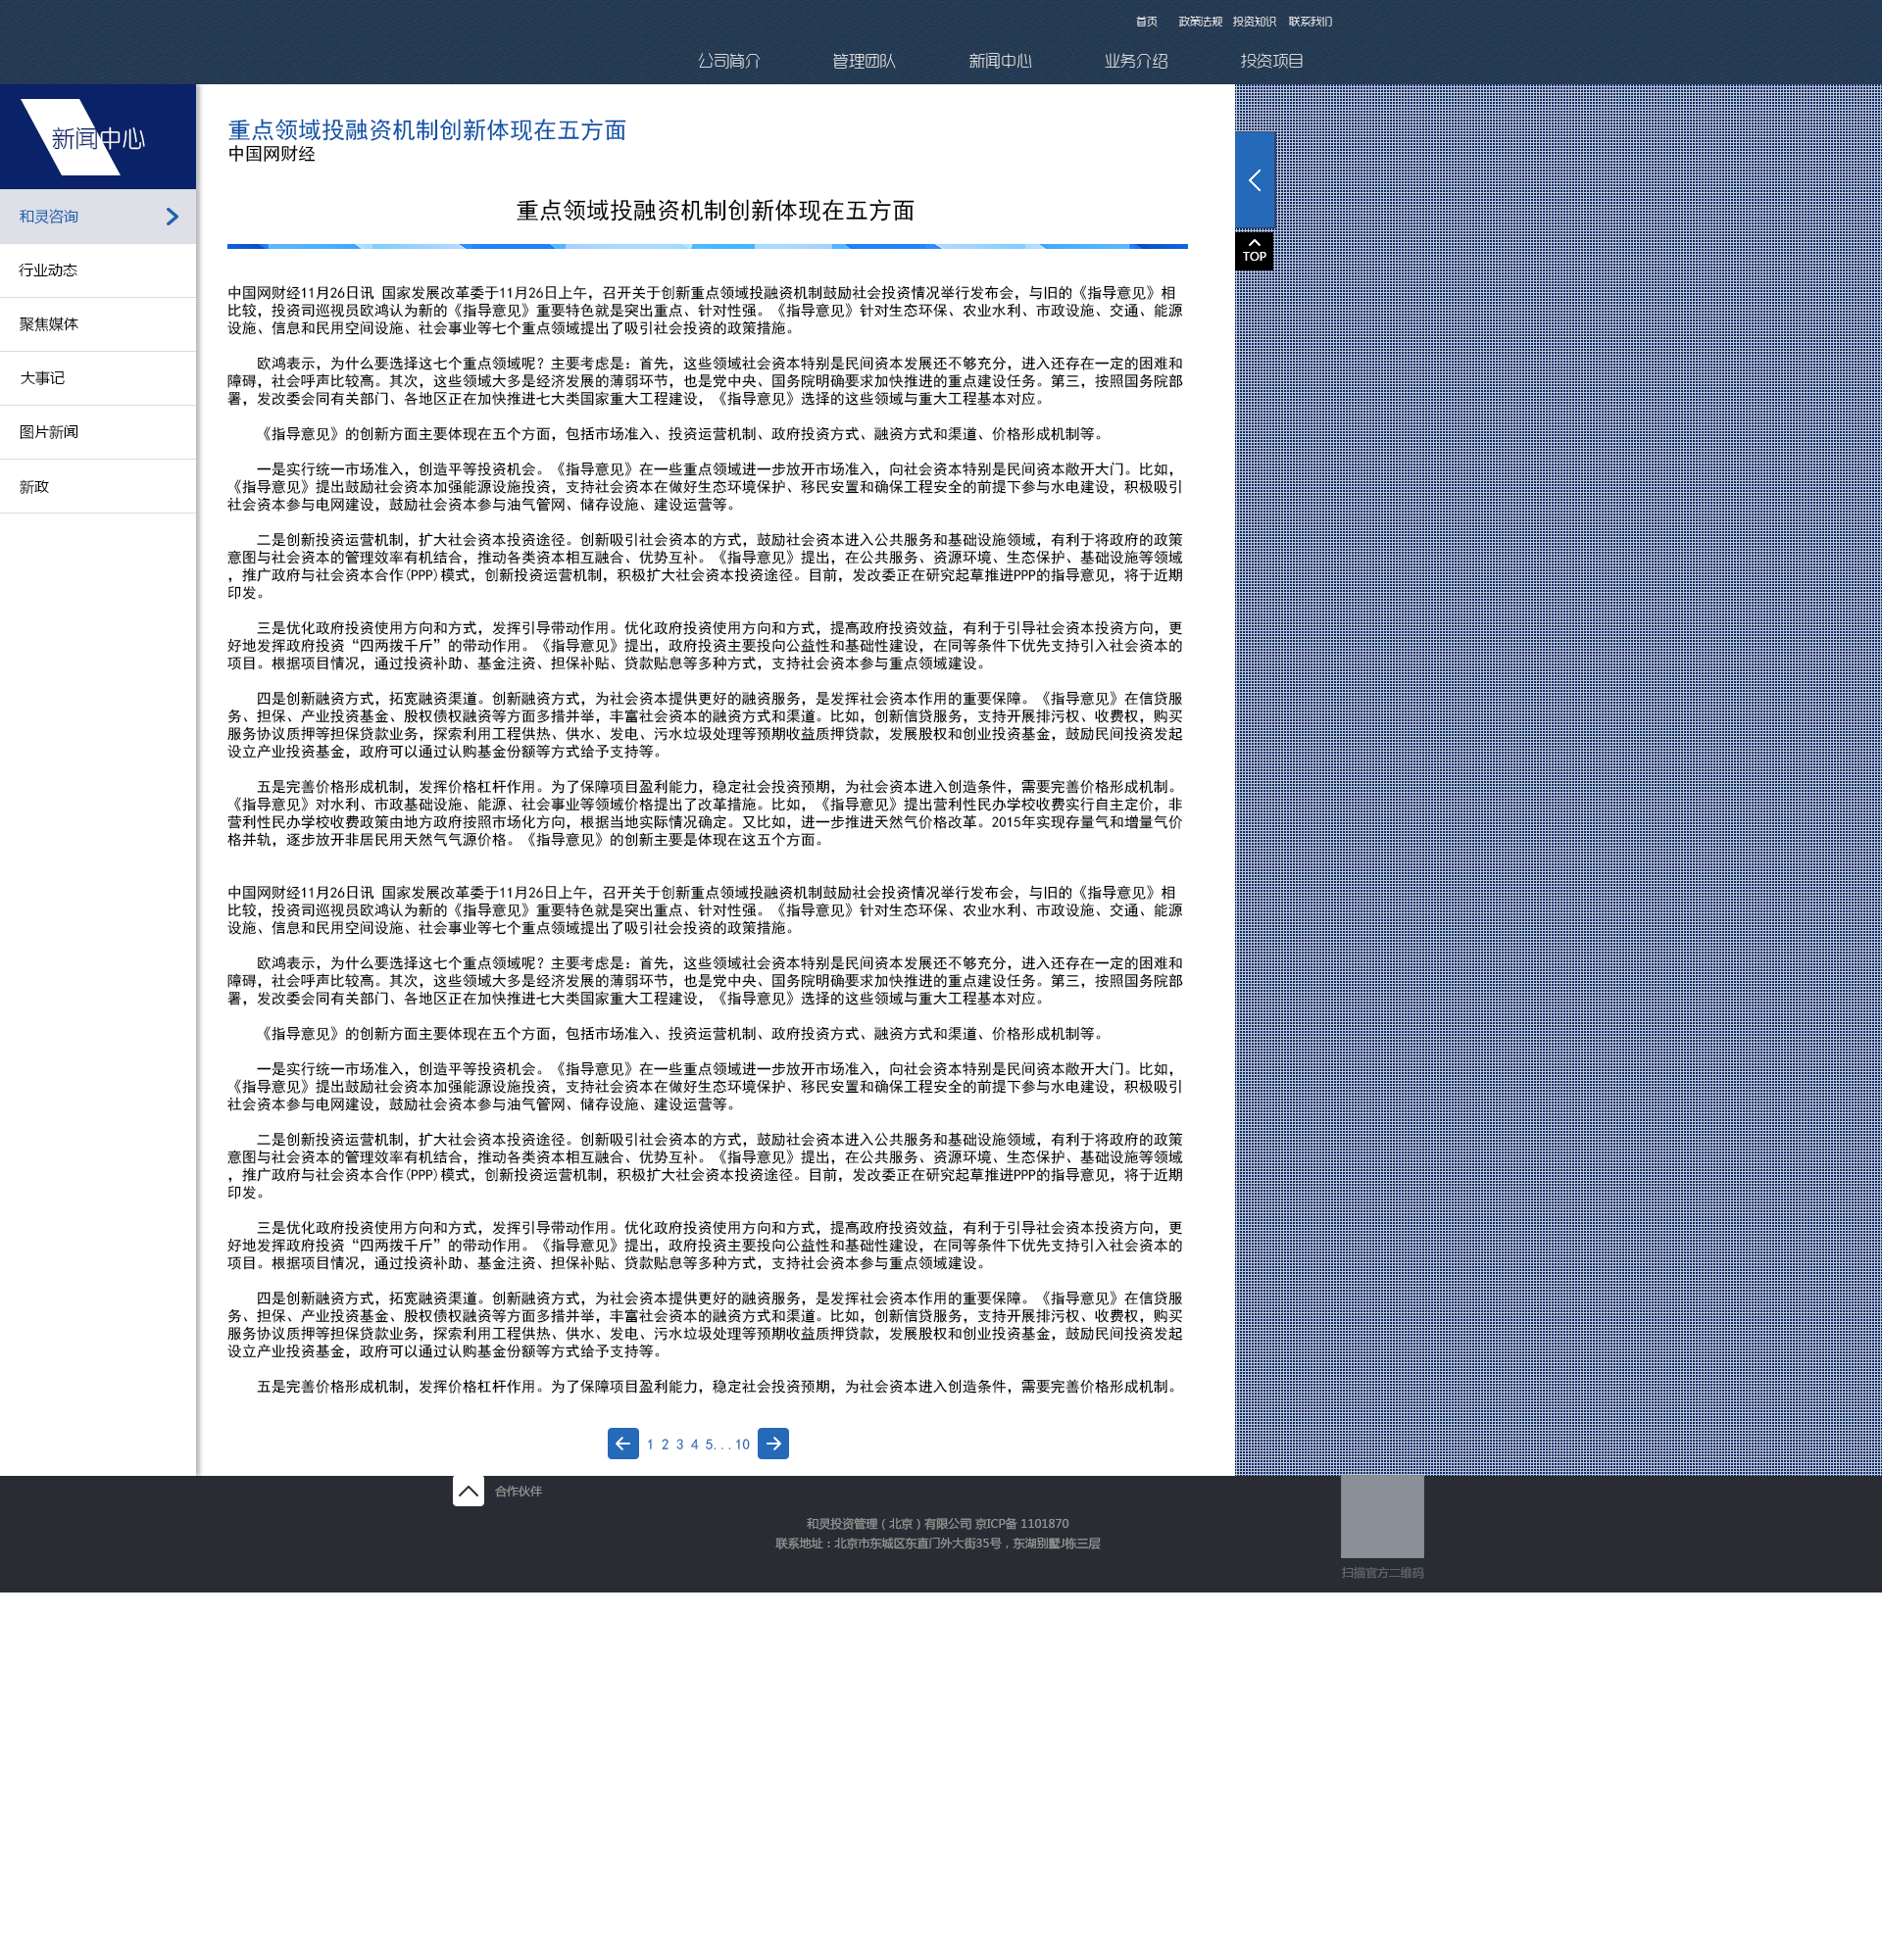 首页 政策法规 投资知识 联系我们
公司简介 管理团队 新闻中心 业务介绍 投资项目
新闻中心
和灵咨询
行业动态
聚焦媒体
大事记
图片新闻
新政
重点领域投融资机制创新体现在五方面
中国网财经
重点领域投融资机制创新体现在五方面
TOP
中国网财经11月26日讯 国家发展改革委于11月26日上午，召开关于创新重点领域投融资机制鼓励社会投资情况举行发布会，与旧的《指导意见》相
比较，投资司巡视员欧鸿认为新的《指导意见》重要特色就是突出重点、针对性强。《指导意见》针对生态环保、农业水利、市政设施、交通、能源
设施、信息和民用空间设施、社会事业等七个重点领域提出了吸引社会投资的政策措施。
欧鸿表示，为什么要选择这七个重点领域呢？主要考虑是：首先，这些领域社会资本特别是民间资本发展还不够充分，进入还存在一定的困难和
障碍，社会呼声比较高。其次，这些领域大多是经济发展的薄弱环节，也是党中央、国务院明确要求加快推进的重点建设任务。第三，按照国务院部
署，发改委会同有关部门、各地区正在加快推进七大类国家重大工程建设，《指导意见》选择的这些领域与重大工程基本对应。
《指导意见》的创新方面主要体现在五个方面，包括市场准入、投资运营机制、政府投资方式、融资方式和渠道、价格形成机制等。
一是实行统一市场准入，创造平等投资机会。《指导意见》在一些重点领域进一步放开市场准入，向社会资本特别是民间资本敞开大门。比如，
《指导意见》提出鼓励社会资本加强能源设施投资，支持社会资本在做好生态环境保护、移民安置和确保工程安全的前提下参与水电建设，积极吸引
社会资本参与电网建设，鼓励社会资本参与油气管网、储存设施、建设运营等。
二是创新投资运营机制，扩大社会资本投资途径。创新吸引社会资本的方式，鼓励社会资本进入公共服务和基础设施领域，有利于将政府的政策
意图与社会资本的管理效率有机结合，推动各类资本相互融合、优势互补。《指导意见》提出，在公共服务、资源环境、生态保护、基础设施等领域
，推广政府与社会资本合作(PPP)模式，创新投资运营机制，积极扩大社会资本投资途径。目前，发改委正在研究起草推进PPP的指导意见，将于近期
印发。
三是优化政府投资使用方向和方式，发挥引导带动作用。优化政府投资使用方向和方式，提高政府投资效益，有利于引导社会资本投资方向，更
好地发挥政府投资“四两拨千斤”的带动作用。《指导意见》提出，政府投资主要投向公益性和基础性建设，在同等条件下优先支持引入社会资本的
项目。根据项目情况，通过投资补助、基金注资、担保补贴、贷款贴息等多种方式，支持社会资本参与重点领域建设。
四是创新融资方式，拓宽融资渠道。创新融资方式，为社会资本提供更好的融资服务，是发挥社会资本作用的重要保障。《指导意见》在信贷服
务、担保、产业投资基金、股权债权融资等方面多措并举，丰富社会资本的融资方式和渠道。比如，创新信贷服务，支持开展排污权、收费权，购买
服务协议质押等担保贷款业务，探索利用工程供热、供水、发电、污水垃圾处理等预期收益质押贷款，发展股权和创业投资基金，鼓励民间投资发起
设立产业投资基金，政府可以通过认购基金份额等方式给予支持等。
五是完善价格形成机制，发挥价格杠杆作用。为了保障项目盈利能力，稳定社会投资预期，为社会资本进入创造条件，需要完善价格形成机制。
《指导意见》对水利、市政基础设施、能源、社会事业等领域价格提出了改革措施。比如，《指导意见》提出营利性民办学校收费实行自主定价，非
营利性民办学校收费政策由地方政府按照市场化方向，根据当地实际情况确定。又比如，进一步推进天然气价格改革。2015年实现存量气和增量气价
格并轨，逐步放开非居民用天然气气源价格。《指导意见》的创新主要是体现在这五个方面。
中国网财经11月26日讯 国家发展改革委于11月26日上午，召开关于创新重点领域投融资机制鼓励社会投资情况举行发布会，与旧的《指导意见》相
比较，投资司巡视员欧鸿认为新的《指导意见》重要特色就是突出重点、针对性强。《指导意见》针对生态环保、农业水利、市政设施、交通、能源
设施、信息和民用空间设施、社会事业等七个重点领域提出了吸引社会投资的政策措施。
欧鸿表示，为什么要选择这七个重点领域呢？主要考虑是：首先，这些领域社会资本特别是民间资本发展还不够充分，进入还存在一定的困难和
障碍，社会呼声比较高。其次，这些领域大多是经济发展的薄弱环节，也是党中央、国务院明确要求加快推进的重点建设任务。第三，按照国务院部
署，发改委会同有关部门、各地区正在加快推进七大类国家重大工程建设，《指导意见》选择的这些领域与重大工程基本对应。
《指导意见》的创新方面主要体现在五个方面，包括市场准入、投资运营机制、政府投资方式、融资方式和渠道、价格形成机制等。
一是实行统一市场准入，创造平等投资机会。《指导意见》在一些重点领域进一步放开市场准入，向社会资本特别是民间资本敞开大门。比如，
《指导意见》提出鼓励社会资本加强能源设施投资，支持社会资本在做好生态环境保护、移民安置和确保工程安全的前提下参与水电建设，积极吸引
社会资本参与电网建设，鼓励社会资本参与油气管网、储存设施、建设运营等。
二是创新投资运营机制，扩大社会资本投资途径。创新吸引社会资本的方式，鼓励社会资本进入公共服务和基础设施领域，有利于将政府的政策
意图与社会资本的管理效率有机结合，推动各类资本相互融合、优势互补。《指导意见》提出，在公共服务、资源环境、生态保护、基础设施等领域
，推广政府与社会资本合作(PPP)模式，创新投资运营机制，积极扩大社会资本投资途径。目前，发改委正在研究起草推进PPP的指导意见，将于近期
印发。
三是优化政府投资使用方向和方式，发挥引导带动作用。优化政府投资使用方向和方式，提高政府投资效益，有利于引导社会资本投资方向，更
好地发挥政府投资“四两拨千斤”的带动作用。《指导意见》提出，政府投资主要投向公益性和基础性建设，在同等条件下优先支持引入社会资本的
项目。根据项目情况，通过投资补助、基金注资、担保补贴、贷款贴息等多种方式，支持社会资本参与重点领域建设。
四是创新融资方式，拓宽融资渠道。创新融资方式，为社会资本提供更好的融资服务，是发挥社会资本作用的重要保障。《指导意见》在信贷服
务、担保、产业投资基金、股权债权融资等方面多措并举，丰富社会资本的融资方式和渠道。比如，创新信贷服务，支持开展排污权、收费权，购买
服务协议质押等担保贷款业务，探索利用工程供热、供水、发电、污水垃圾处理等预期收益质押贷款，发展股权和创业投资基金，鼓励民间投资发起
设立产业投资基金，政府可以通过认购基金份额等方式给予支持等。
五是完善价格形成机制，发挥价格杠杆作用。为了保障项目盈利能力，稳定社会投资预期，为社会资本进入创造条件，需要完善价格形成机制。
1 2 3 4 5...10
合作伙伴
和灵投资管理（北京）有限公司 京ICP备 1101870
联系地址：北京市东城区东直门外大街35号，东湖别墅J栋三层
扫描官方二维码